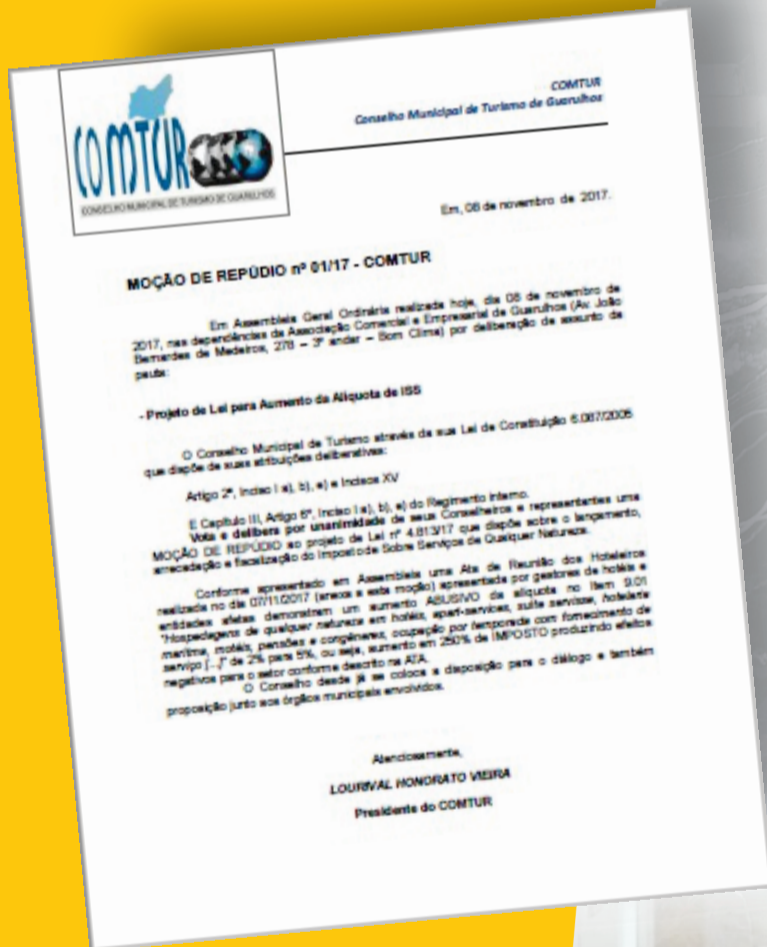 COMTUR
CONSELHO MUNICIPAL DE TURISMO DE GUARULHOS
COMTUR
Conselho Municipal de Turismo de Guarulhos
Em, 08 de novembro de 2017.
MOÇÃO DE REPÚDIO nº 01/17 - COMTUR
Em Assembleia Geral Ordinária realizada hoje, dia 08 de novembro de
2017, nas dependências da Associação Comercial e Empresarial de Guarulhos (Av. João
Bernardes de Medeiros, 278 – 3º andar – Bom Clima) por deliberação de assunto da
pauta:
- Projeto de Lei para Aumento da Alíquota de ISS
O Conselho Municipal de Turismo através da sua Lei de Constituição 6.087/2005
que dispõe de suas atribuições deliberativas:
Artigo 2º, Inciso I a), b), e) e Incisos XV
E Capítulo III, Artigo 6º, Inciso I a), b), e) do Regimento Interno.
Vota e delibera por unanimidade de seus Conselheiros e representantes uma
MOÇÃO DE REPÚDIO ao projeto de Lei nº 4.813/17 que dispõe sobre o lançamento,
arrecadação e fiscalização do Imposto de Sobre Serviços de Qualquer Natureza.
Conforme apresentado em Assembleia uma Ata de Reunião dos Hoteleiros
realizada no dia 07/11/2017 (anexa a esta moção) apresentada por gestores de hotéis e
entidades afetas demonstram um aumento ABUSIVO da alíquota no Item 9.01
"Hospedagens de qualquer natureza em hotéis, apart-services, suite servisse, hotelaria
marítima, motéis, pensões e congêneres, ocupação por temporada com fornecimento de
serviço [...]" de 2% para 5%, ou seja, aumento em 250% de IMPOSTO produzindo efeitos
negativos para o setor conforme descrito na ATA.
O Conselho desde já se coloca a disposição para o diálogo e também
proposição junto aos órgãos municipais envolvidos.
Atenciosamente,
LOURIVAL HONORATO VIEIRA
Presidente do COMTUR